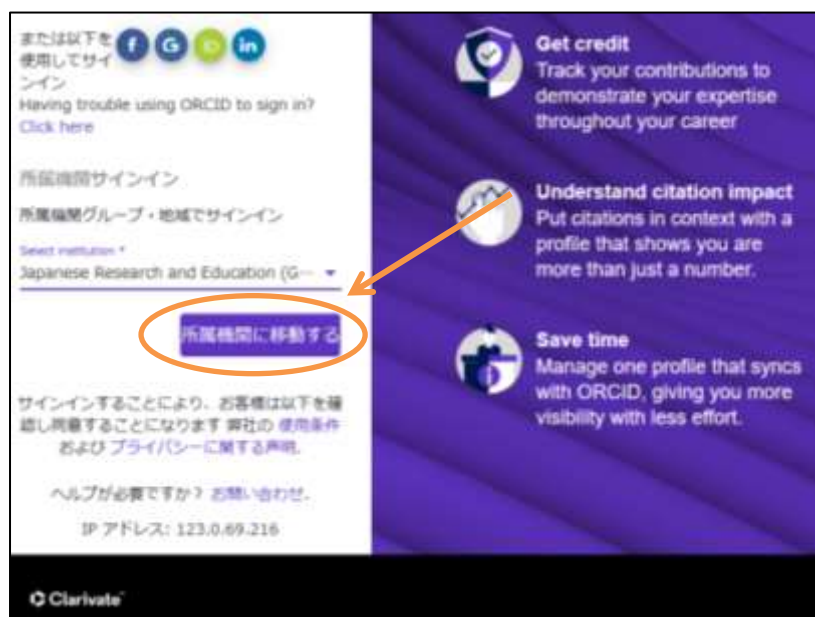 または以下を
使用してサイ
ンイン
Having trouble using ORCID to sign in?
Click here
所属機関サインイン
所属機関グループ・地域でサインイン
Select institution *
Japanese Research and Education (G...
所属機関に移動する
サインインすることにより、お客様は以下を確
認し同意することになります 弊社の 使用条件
および プライバシーに関する声明.
ヘルプが必要ですか? お問い合わせ.
IP アドレス: 123.0.69.216
Get credit
Track your contributions to
demonstrate your expertise
throughout your career
Understand citation impact
Put citations in context with a
profile that shows you are
more than just a number.
Save time
Manage one profile that syncs
with ORCID, giving you more
visibility with less effort.
Clarivate™